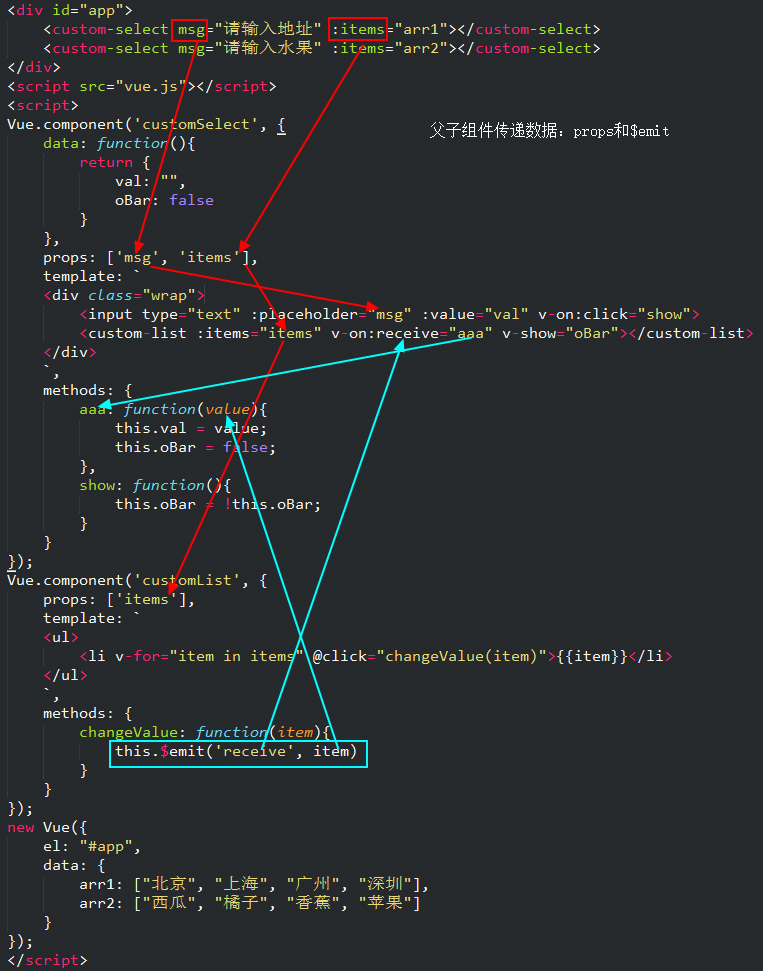 <div id="app">
    <custom-select msg="请输入地址" :items="arr1"></custom-select>
    <custom-select msg="请输入水果" :items="arr2"></custom-select>
</div>
<script src="vue.js"></script>
<script>
Vue.component('customSelect', {
父子组件传递数据: props和$emit
    data: function(){
        return {
            val: "",
            oBar: false
        }
    },
    props: ['msg', 'items'],
    template: `
    <div class="wrap">
        <input type="text" :placeholder="msg" :value="val" v-on:click="show">
        <custom-list :items="items" v-on:receive="aaa" v-show="oBar"></custom-list>
    </div>
    `,
    methods: {
        aaa: function(value){
            this.val = value;
            this.oBar = false;
        },
        show: function(){
            this.oBar = !this.oBar;
        }
    }
});
Vue.component('customList', {
    props: ['items'],
    template: `
    <ul>
        <li v-for="item in items" @click="changeValue(item)">{{item}}</li>
    </ul>
    `,
    methods: {
        changeValue: function(item){
            this.$emit('receive', item)
        }
    }
});
new Vue({
    el: "#app",
    data: {
        arr1: ["北京", "上海", "广州", "深圳"],
        arr2: ["西瓜", "橘子", "香蕉", "苹果"]
    }
});
</script>